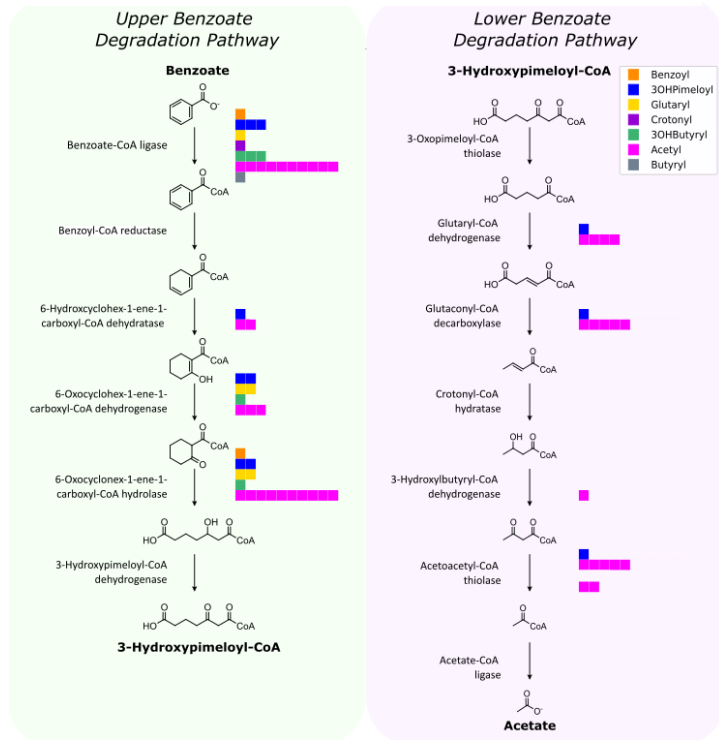 Upper Benzoate
Degradation Pathway
Benzoate
O
O⁻
Benzoate-CoA ligase
O
CoA
Benzoyl-CoA reductase
O
CoA
6-Hydroxycyclohex-1-ene-1-
carboxyl-CoA dehydratase
O
CoA
OH
6-Oxocyclohex-1-ene-1-
carboxyl-CoA dehydrogenase
O
CoA
O
6-Oxocyclonex-1-ene-1-
carboxyl-CoA hydrolase
O OH O
HO CoA
3-Hydroxypimeloyl-CoA
dehydrogenase
O O O
HO CoA
3-Hydroxypimeloyl-CoA
Lower Benzoate
Degradation Pathway
3-Hydroxypimeloyl-CoA
Benzoyl
3OHPimeloyl
Glutaryl
Crotonyl
3OHButyryl
Acetyl
Butyryl
O O O
HO CoA
3-Oxopimeloyl-CoA
thiolase
O O
HO CoA
Glutaryl-CoA
dehydrogenase
O O
HO CoA
Glutaconyl-CoA
decarboxylase
O
CoA
Crotonyl-CoA
hydratase
OH O
CoA
3-Hydroxylbutyryl-CoA
dehydrogenase
O O
CoA
Acetoacetyl-CoA
thiolase
O
CoA
Acetate-CoA
ligase
O
O⁻
Acetate